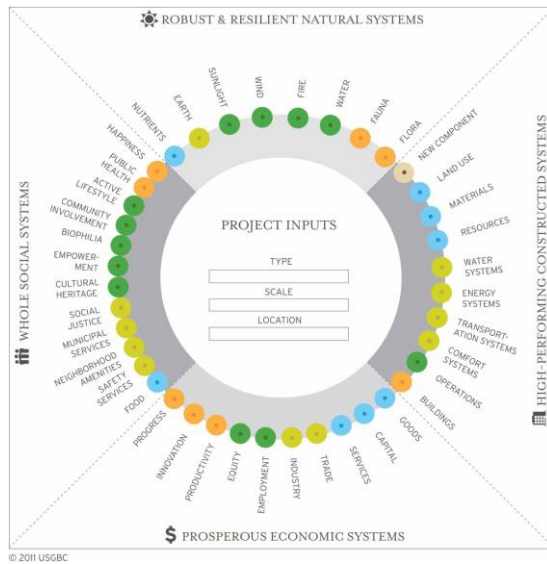 ROBUST & RESILIENT NATURAL SYSTEMS
NUTRIENTS
EARTH
SUNLIGHT
WIND
FIRE
WATER
FAUNA
FLORA
NEW COMPONENT
LAND USE
MATERIALS
RESOURCES
WATER
SYSTEMS
ENERGY
SYSTEMS
TRANSPORT-
ATION SYSTEMS
COMFORT
SYSTEMS
OPERATIONS
BUILDINGS
HIGH-PERFORMING CONSTRUCTED SYSTEMS
GOODS
CAPITAL
SERVICES
TRADE
INDUSTRY
EMPLOYMENT
EQUITY
PRODUCTIVITY
INNOVATION
PROGRESS
$ PROSPEROUS ECONOMIC SYSTEMS
FOOD
SAFETY
SERVICES
NEIGHBORHOOD
AMENITIES
MUNICIPAL
SERVICES
SOCIAL
JUSTICE
CULTURAL
HERITAGE
EMPOWER-
MENT
BIOPHILIA
COMMUNITY
INVOLVEMENT
ACTIVE
LIFESTYLE
PUBLIC
HEALTH
HAPPINESS
WHOLE SOCIAL SYSTEMS
PROJECT INPUTS
TYPE
SCALE
LOCATION
© 2011 USGBC